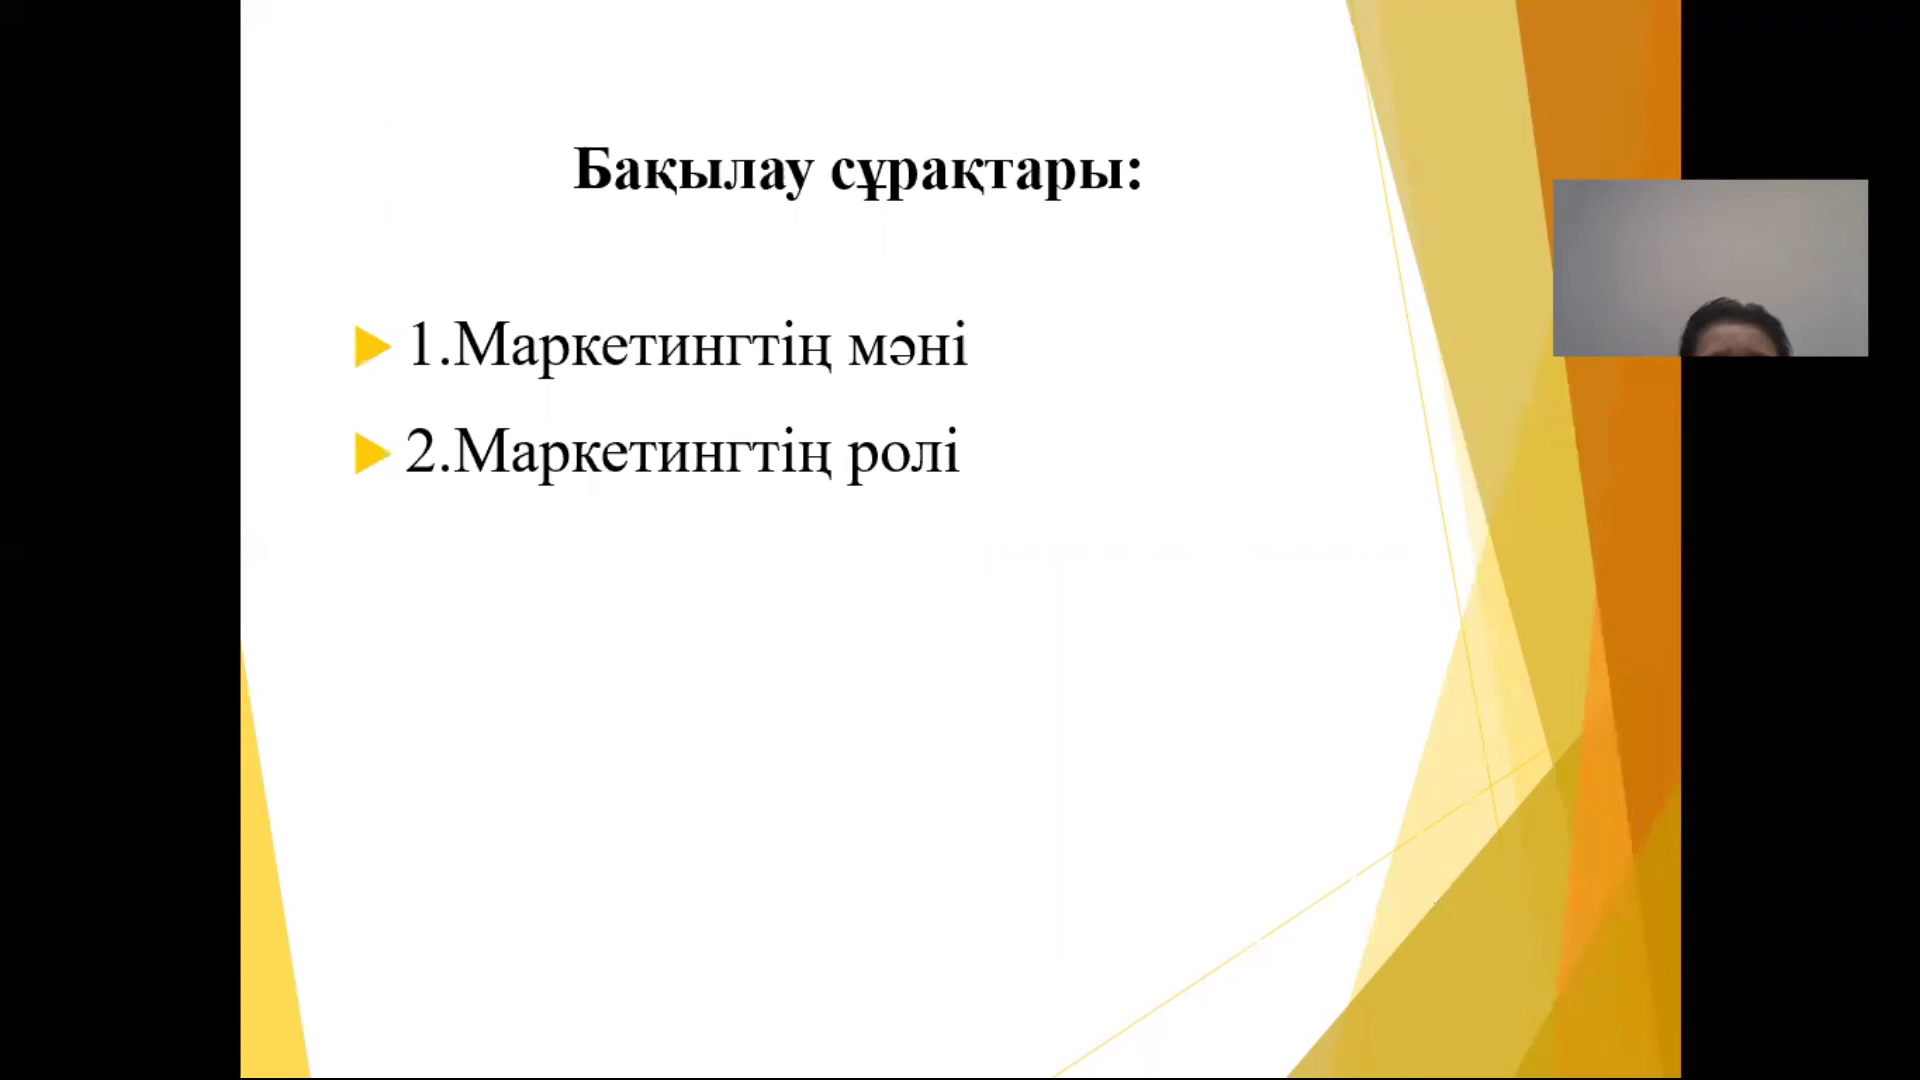 Бақылау сұрақтары:
1.Маркетингтің мәні
2.Маркетингтің ролі